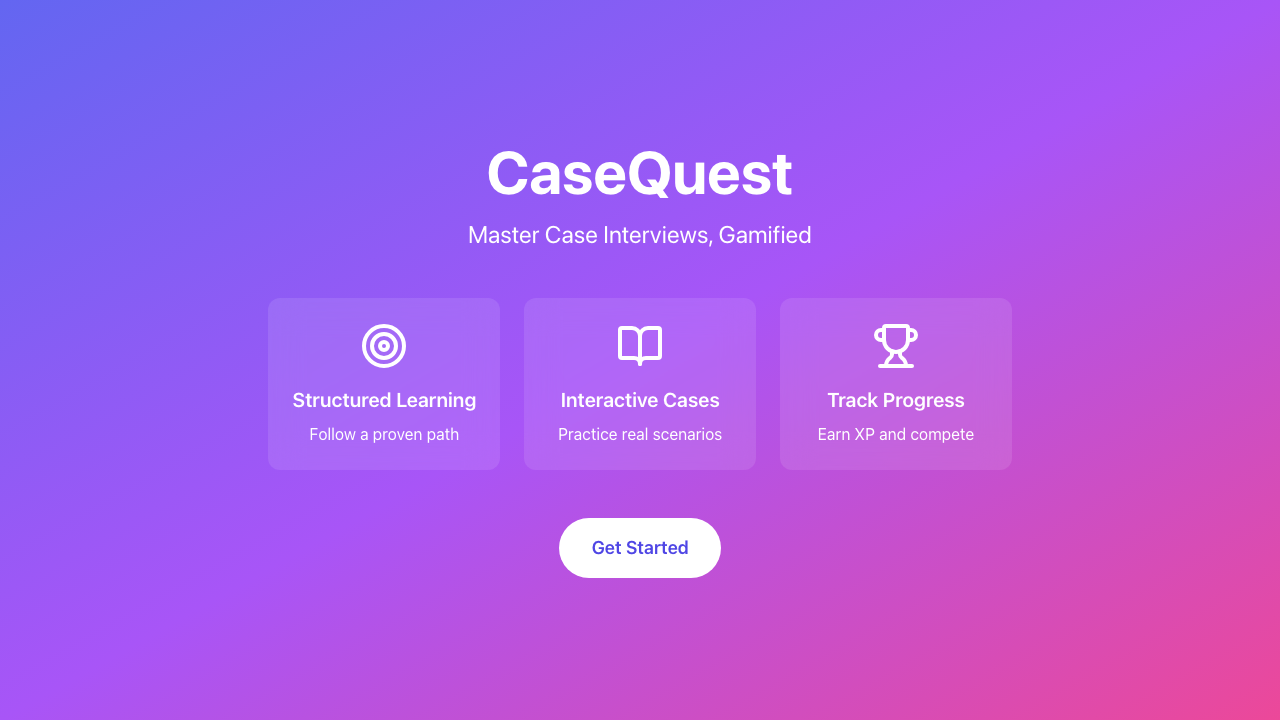 CaseQuest
Master Case Interviews, Gamified
Structured Learning
Follow a proven path
Interactive Cases
Practice real scenarios
Track Progress
Earn XP and compete
Get Started